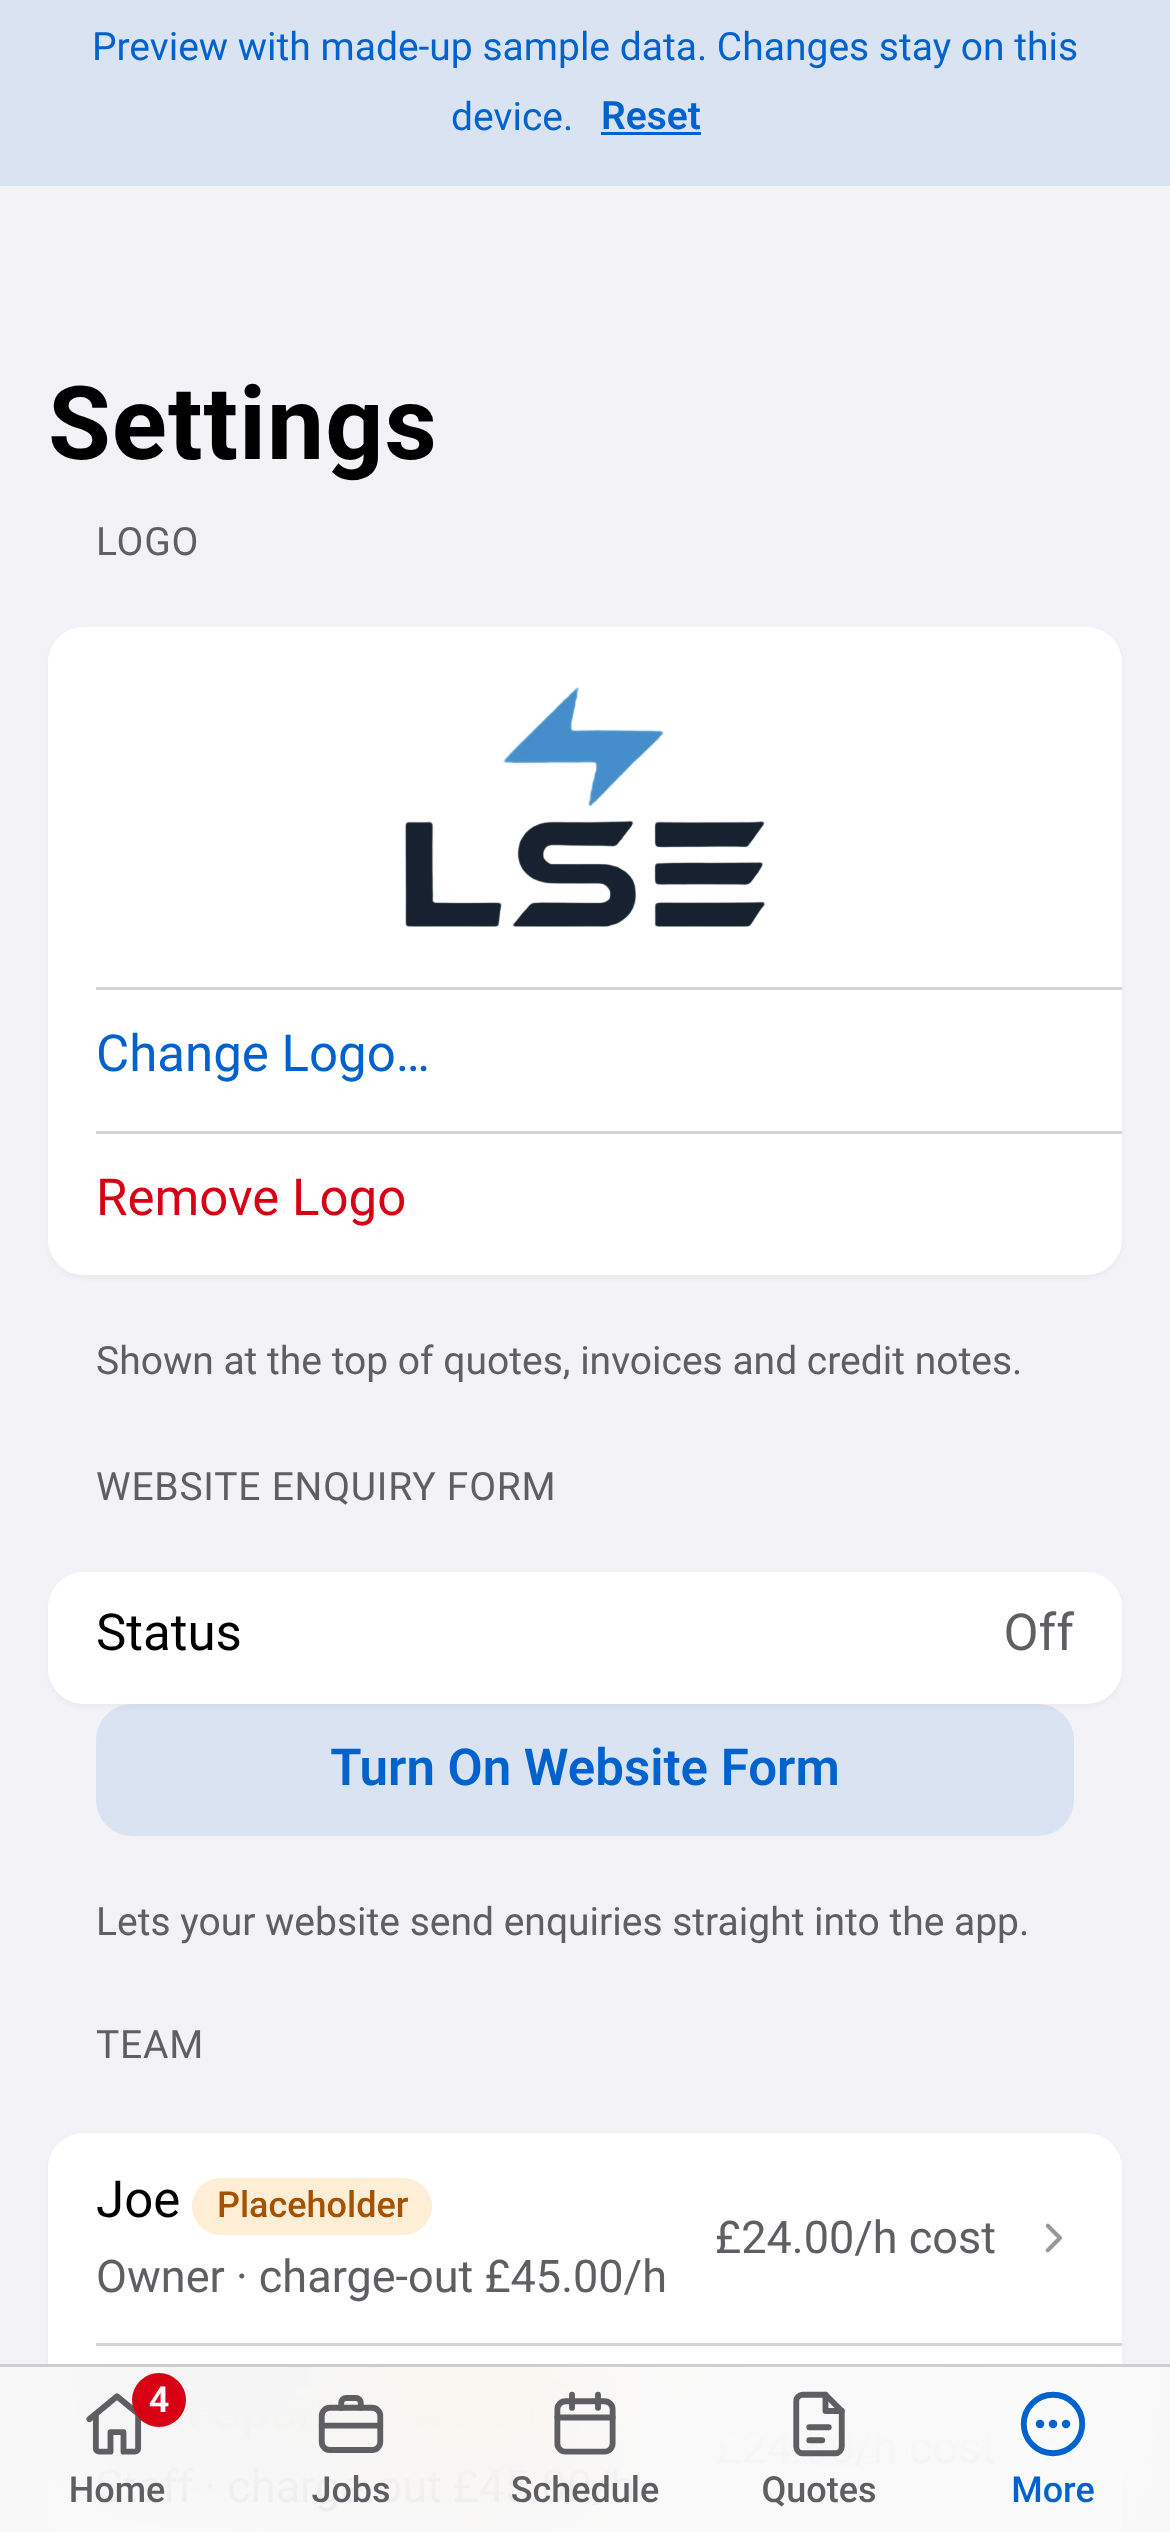 Preview with made-up sample data. Changes stay on this
device. Reset
Settings
LOGO
LSE
Change Logo...
Remove Logo
Shown at the top of quotes, invoices and credit notes.
WEBSITE ENQUIRY FORM
Status Off
Turn On Website Form
Lets your website send enquiries straight into the app.
TEAM
Joe Placeholder
£24.00/h cost
Owner · charge-out £45.00/h
4
Home Jobs Schedule Quotes More